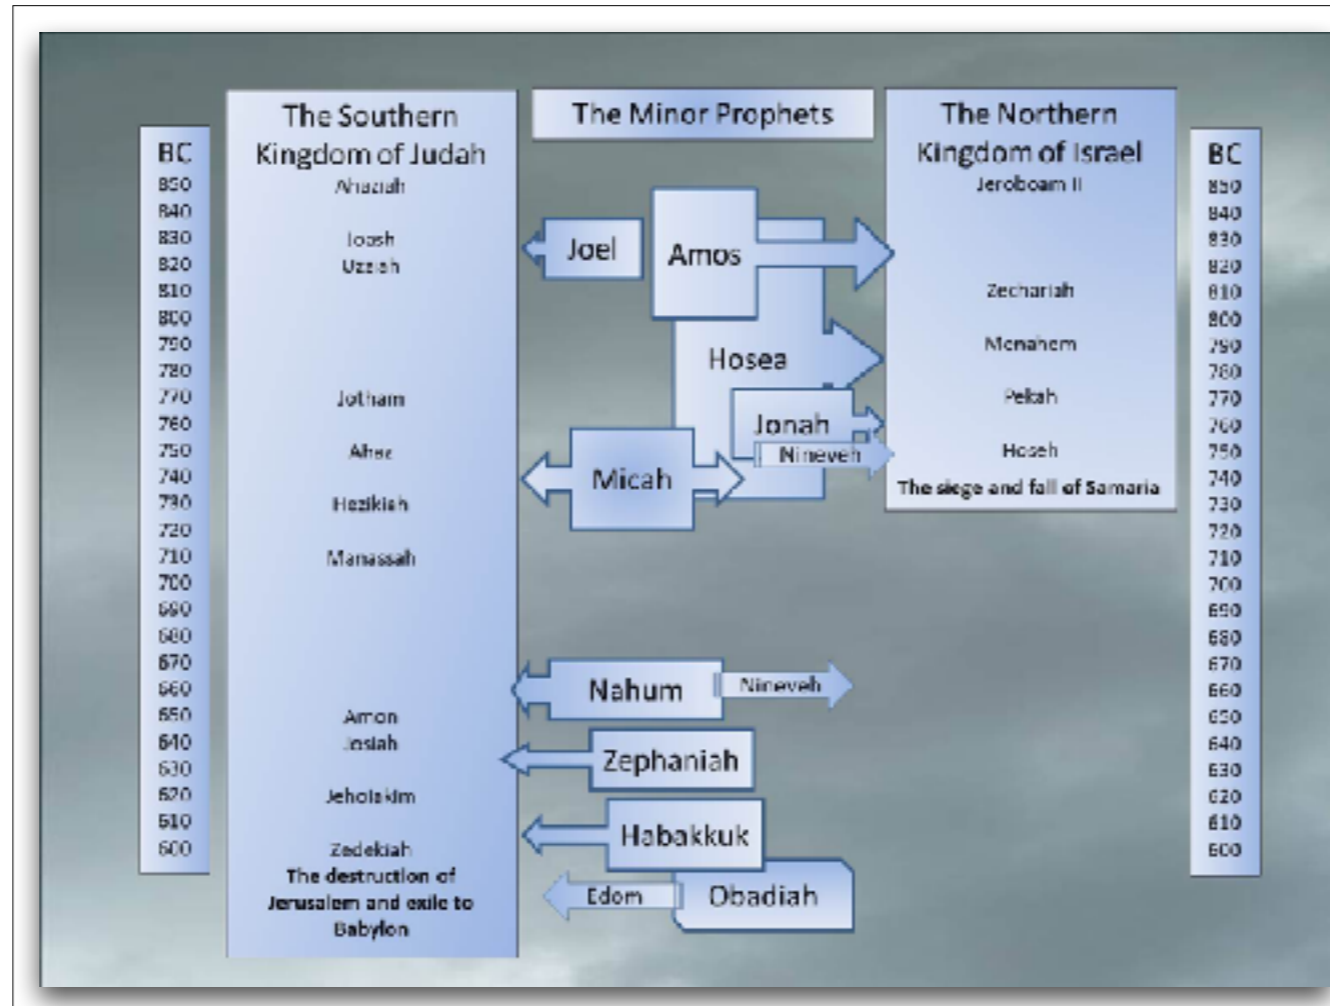 BC
850
840
830
820
810
800
790
780
770
760
750
740
730
720
710
700
690
680
670
660
650
640
630
620
610
600
The Southern
Kingdom of Judah
Ahaziah
Joash
Uzziah
Jotham
Ahaz
Hezikiah
Manassah
Amon
Josiah
Jehoiakim
Zedekiah
The destruction of
Jerusalem and exile to
Babylon
The Minor Prophets
Joel
Amos
Hosea
Jonah
Nineveh
Micah
Nahum
Nineveh
Zephaniah
Habakkuk
Edom
Obadiah
The Northern
Kingdom of Israel
Jeroboam II
Zechariah
Menahem
Pekah
Hoseh
The siege and fall of Samaria
BC
850
840
830
820
810
800
790
780
770
760
750
740
730
720
710
700
690
680
670
660
650
640
630
620
610
600